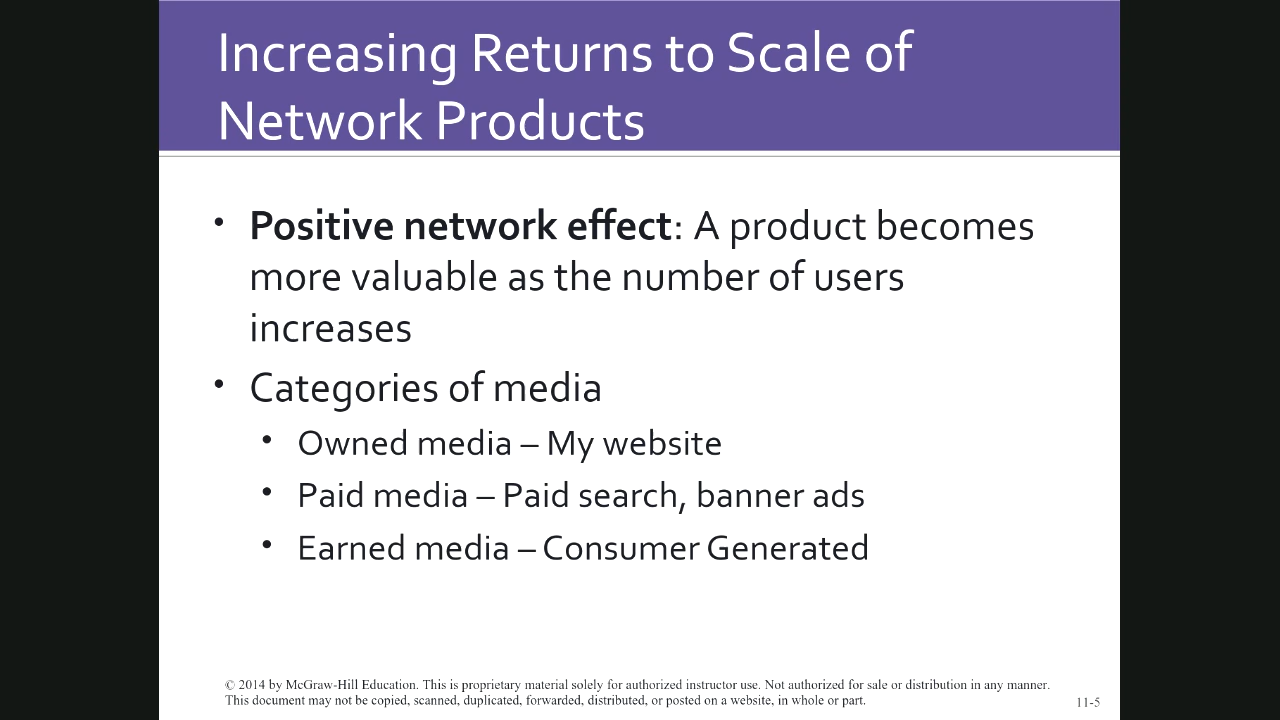 Increasing Returns to Scale of
Network Products
• Positive network effect: A product becomes
more valuable as the number of users
increases
• Categories of media
• Owned media – My website
• Paid media – Paid search, banner ads
• Earned media – Consumer Generated
© 2014 by McGraw-Hill Education. This is proprietary material solely for authorized instructor use. Not authorized for sale or distribution in any manner.
This document may not be copied, scanned, duplicated, forwarded, distributed, or posted on a website, in whole or part.
11-5